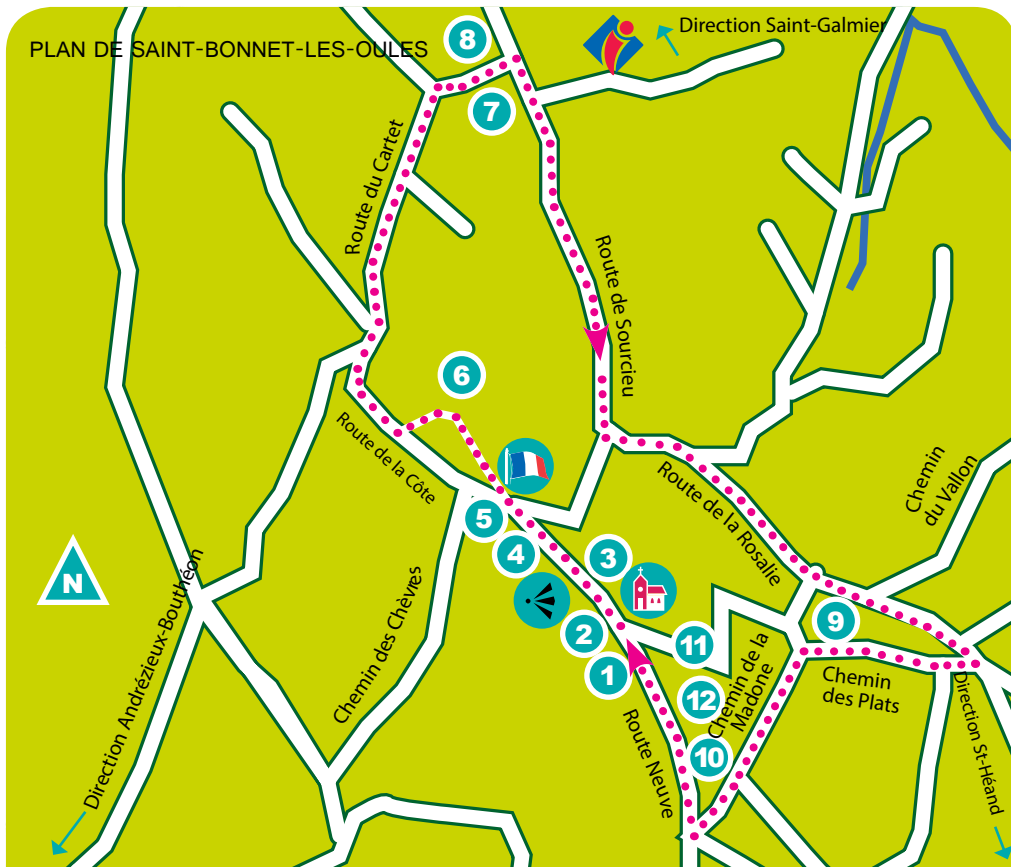 PLAN DE SAINT-BONNET-LES-OULES
Direction Saint-Galmier
8
7
Route du Cartet
Route de Sourcieu
6
Route de la Côte
5
4
3
2
1
Chemin
du Vallon
Route de la Rosalie
N
Direction Andrézieux-Bouthéon
Chemin des Chèvres
9
11
12
10
Chemin de la
Madone
Chemin
des Plats
Route Neuve
Direction St-Héand